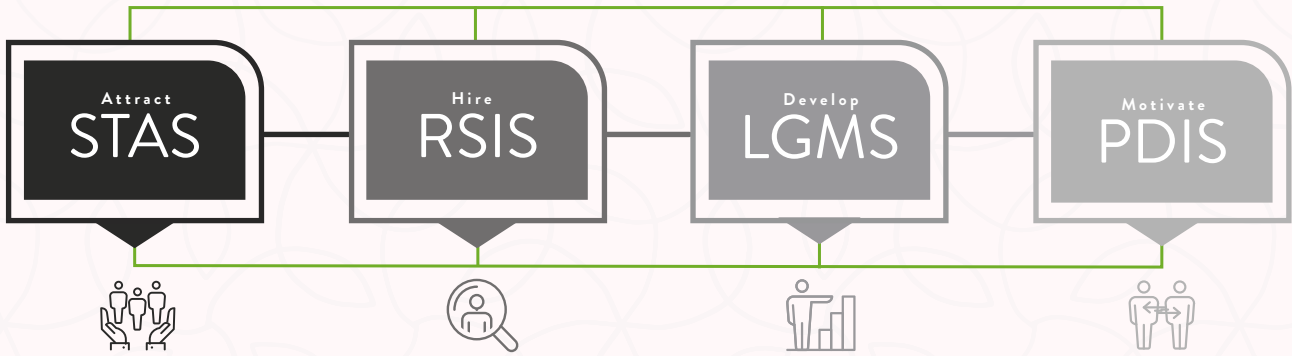 Attract
STAS
Hire
RSIS
Develop
LGMS
Motivate
PDIS